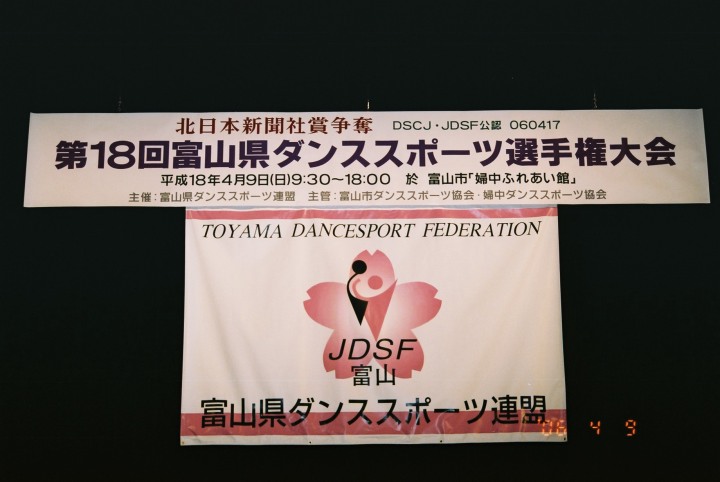 北日本新聞社賞争奪 DSCJ・JDSF公認 060417
第18回富山県ダンススポーツ選手権大会
平成18年4月9日(日)9:30～18:00 於 富山市「婦中ふれあい館」
主催：富山県ダンススポーツ連盟 主管：富山市ダンススポーツ協会・婦中ダンススポーツ協会
TOYAMA DANCESPORT FEDERATION
JDSF
富山
富山県ダンススポーツ連盟
06 4 9